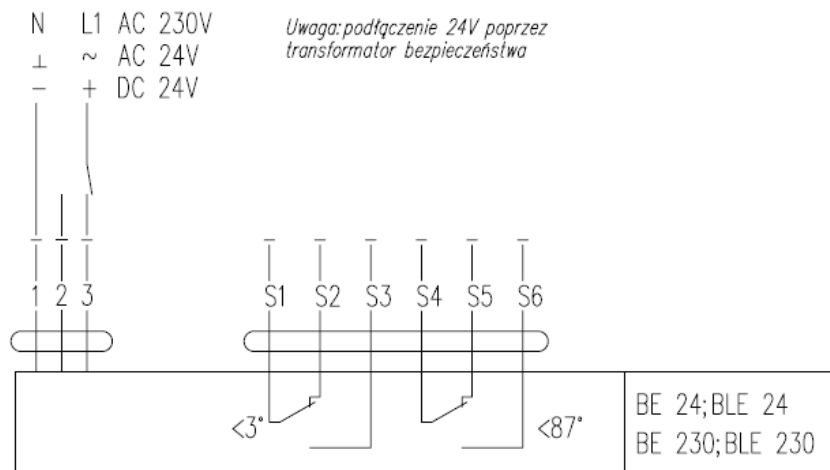 N L1 AC 230V
⊥ ~ AC 24V
− + DC 24V
Uwaga: podłączenie 24V poprzez
transformator bezpieczeństwa
1 2 3 S1 S2 S3 S4 S5 S6
<3° <87°
BE 24; BLE 24
BE 230; BLE 230